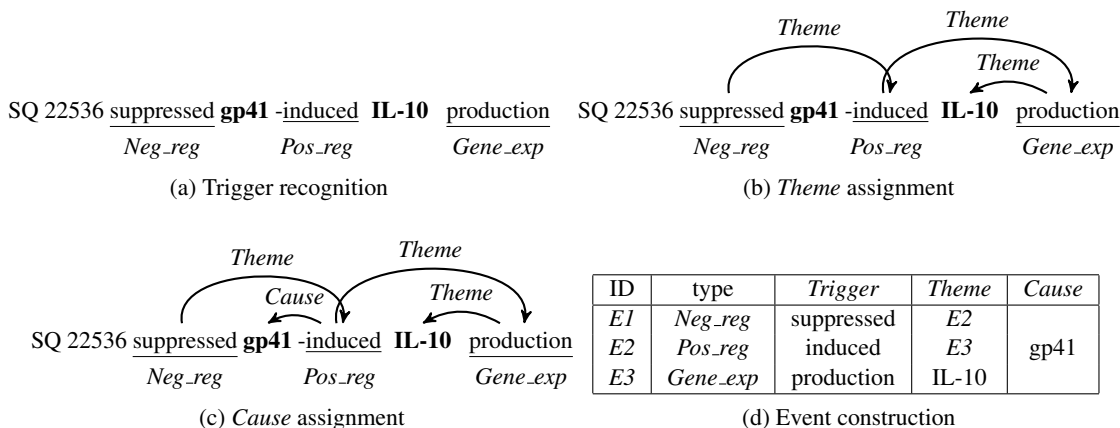 SQ 22536 suppressed gp41 -induced IL-10 production
Neg_reg Pos_reg Gene_exp
(a) Trigger recognition
Theme Theme
Theme
SQ 22536 suppressed gp41 -induced IL-10 production
Neg_reg Pos_reg Gene_exp
(b) Theme assignment
Theme Theme
Cause Theme
SQ 22536 suppressed gp41 -induced IL-10 production
Neg_reg Pos_reg Gene_exp
(c) Cause assignment
ID type Trigger Theme Cause
E1 Neg_reg suppressed E2
E2 Pos_reg induced E3 gp41
E3 Gene_exp production IL-10
(d) Event construction